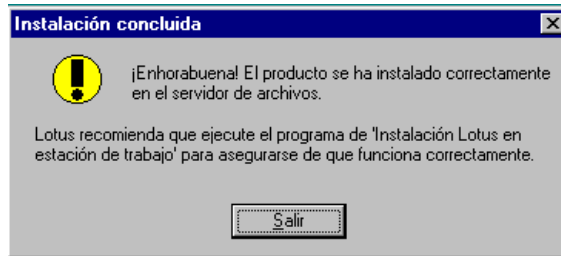 Instalación concluida
¡Enhorabuena! El producto se ha instalado correctamente
en el servidor de archivos.
Lotus recomienda que ejecute el programa de 'Instalación Lotus en
estación de trabajo' para asegurarse de que funciona correctamente.
Salir